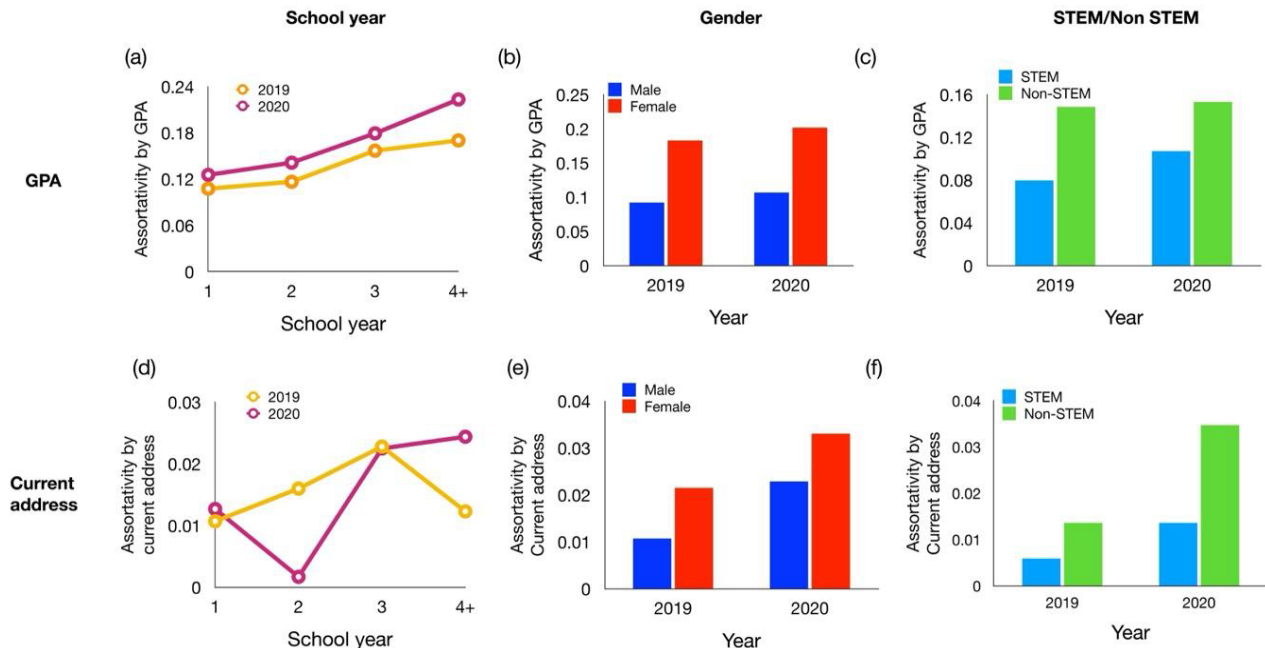 School year
Gender
STEM/Non STEM
GPA
(a)
2019
2020
0.24
0.18
0.12
0.06
0
Assortativity by GPA
1
2
3
4+
School year
(b)
Male
Female
0.25
0.2
0.15
0.1
0.05
0
Assortativity by GPA
2019
2020
Year
(c)
STEM
Non-STEM
0.16
0.12
0.08
0.04
0
Assortativity by GPA
2019
2020
Year
Current
address
(d)
2019
2020
0.03
0.02
0.01
0
Assortativity by
current address
1
2
3
4+
School year
(e)
Male
Female
0.04
0.03
0.02
0.01
0
Assortativity by
Current address
2019
2020
Year
(f)
STEM
Non-STEM
0.04
0.03
0.02
0.01
0
Assortativity by
Current address
2019
2020
Year